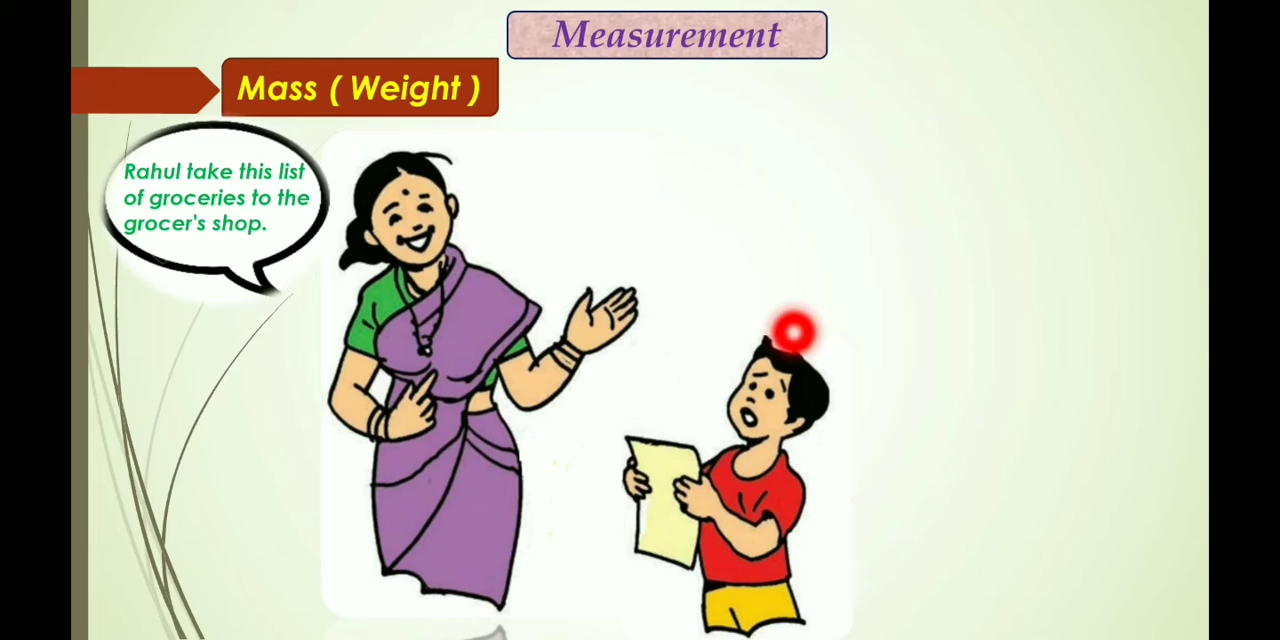 Measurement
Mass ( Weight )
Rahul take this list
of groceries to the
grocer's shop.